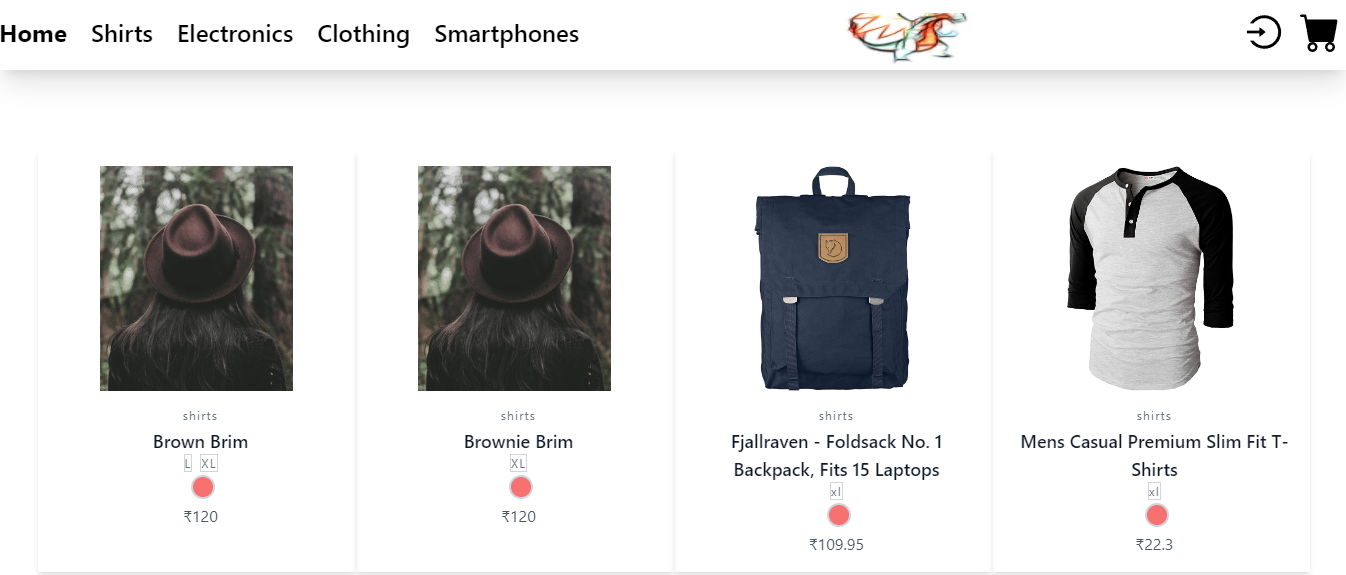 Home Shirts Electronics Clothing Smartphones
shirts
Brown Brim
L XL
₹120
shirts
Brownie Brim
XL
₹120
shirts
Fjallraven - Foldsack No. 1
Backpack, Fits 15 Laptops
xl
₹109.95
shirts
Mens Casual Premium Slim Fit T-
Shirts
xl
₹22.3